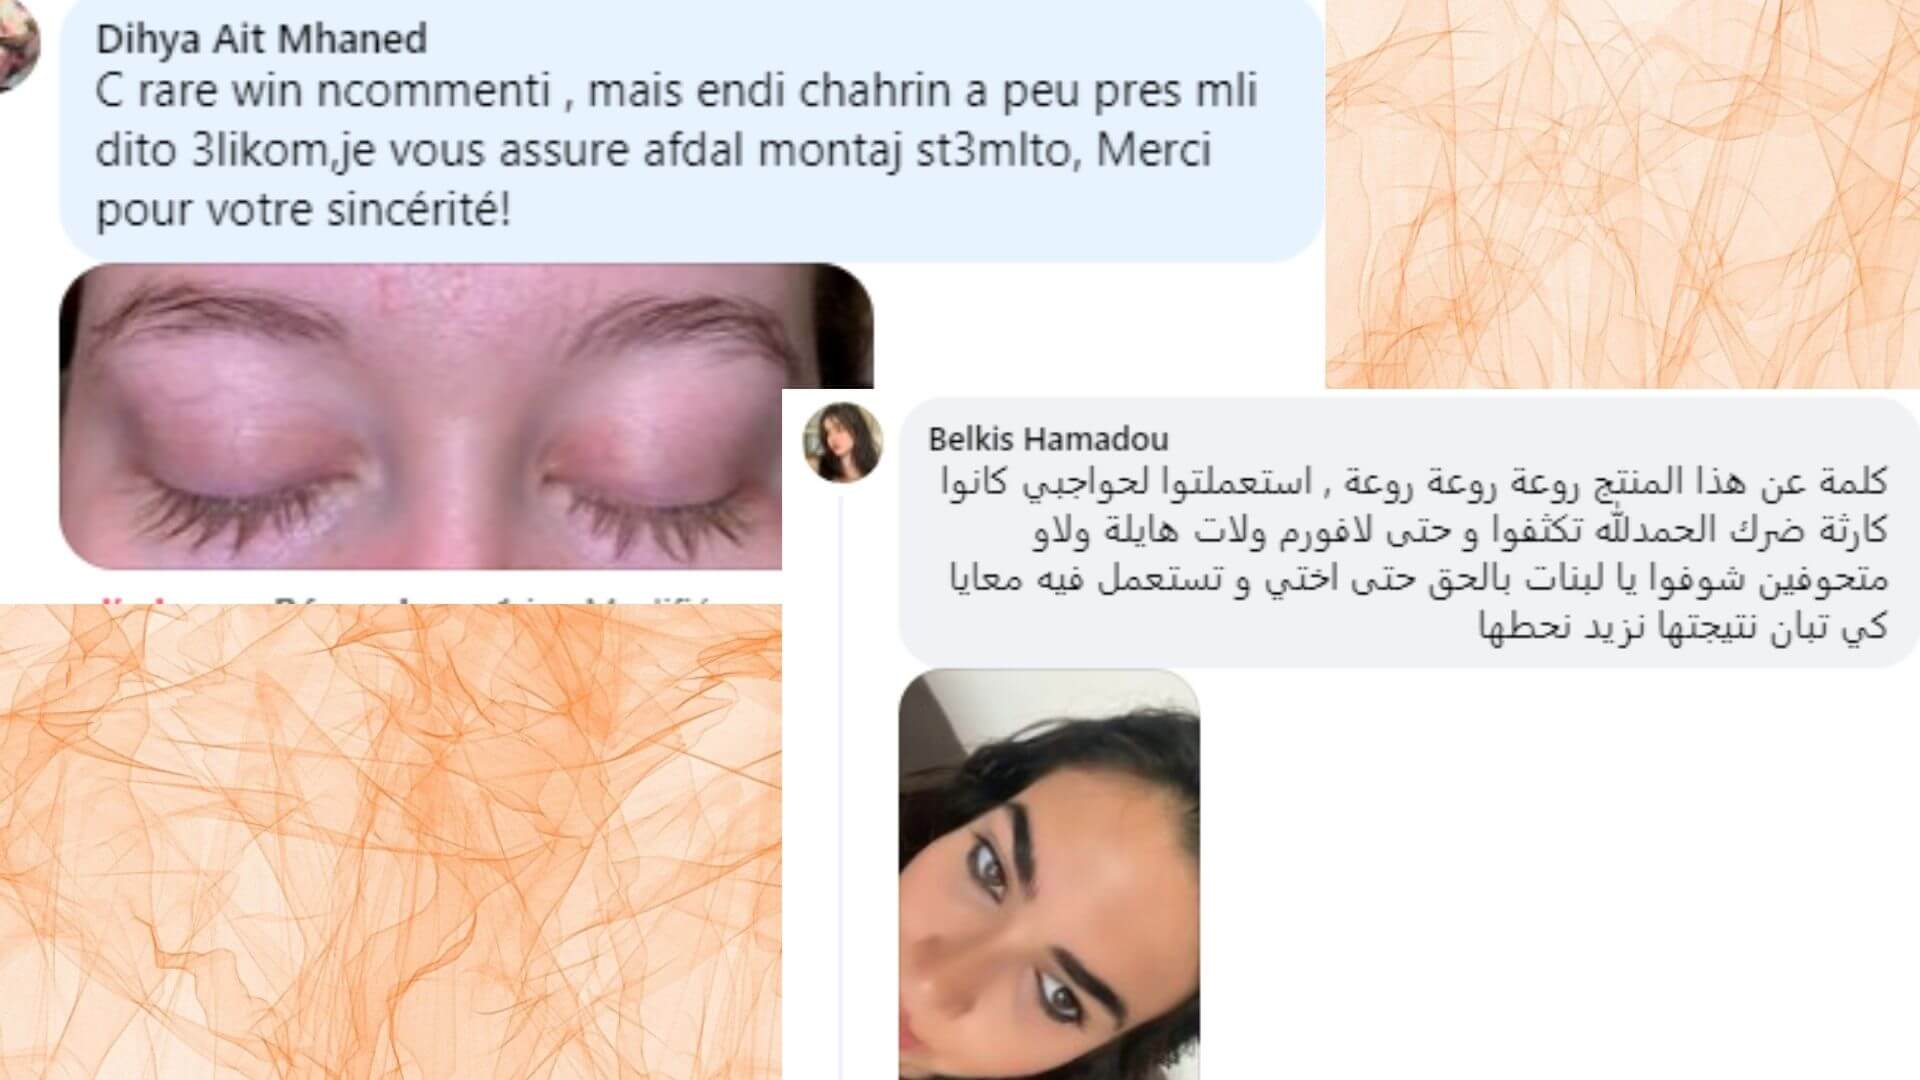 Dihya Ait Mhaned
C rare win ncommenti , mais endi chahrin a peu pres mli
dito 3likom,je vous assure afdal montaj st3mlto, Merci
pour votre sincérité!
Belkis Hamadou
كلمة عن هذا المنتج روعة روعة روعة , استعملتوا لحواجبي كانوا
كارثة ضرك الحمدلله تكثفوا و حتى لافورم ولات هايلة ولاو
متحوفين شوفوا يا لبنات بالحق حتى اختي و تستعمل فيه معايا
كي تبان نتيجتها نزيد نحطها